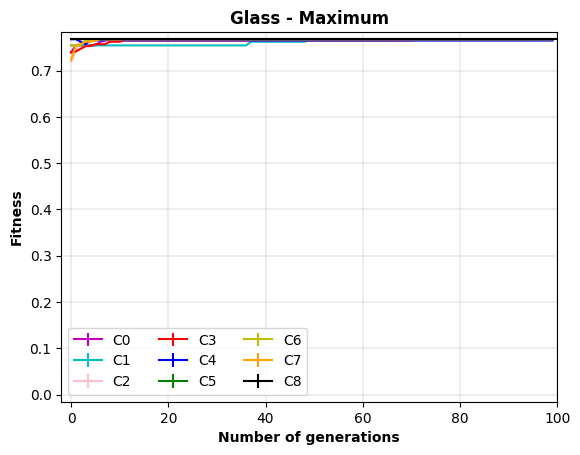 Glass - Maximum
Fitness
0.7
0.6
0.5
0.4
0.3
0.2
0.1
0.0
C0 C3 C6
C1 C4 C7
C2 C5 C8
0 20 40 60 80 100
Number of generations